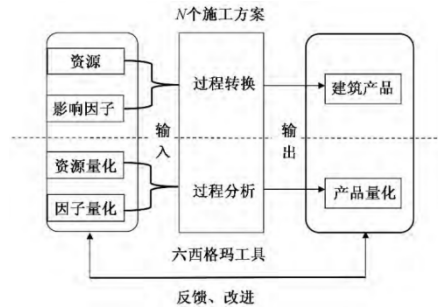 N个施工方案
资源
影响因子
过程转换
建筑产品
输入
输出
资源量化
因子量化
过程分析
产品量化
六西格玛工具
反馈、改进